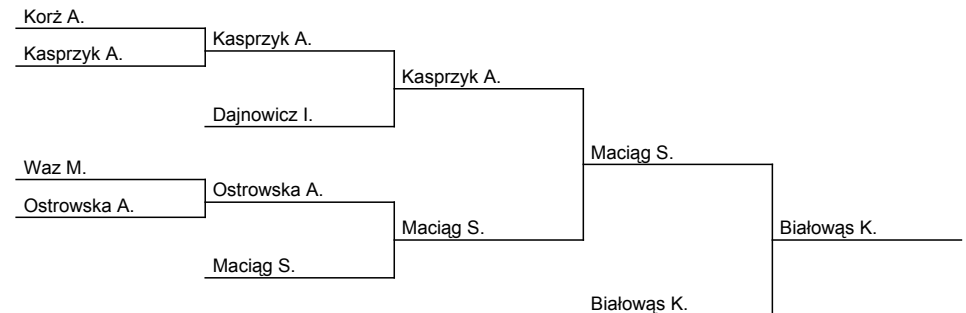 Korż A.
Kasprzyk A.
Kasprzyk A.
Kasprzyk A.
Dajnowicz I.
Maciąg S.
Waz M.
Ostrowska A.
Ostrowska A.
Maciąg S.
Białowąs K.
Maciąg S.
Białowąs K.